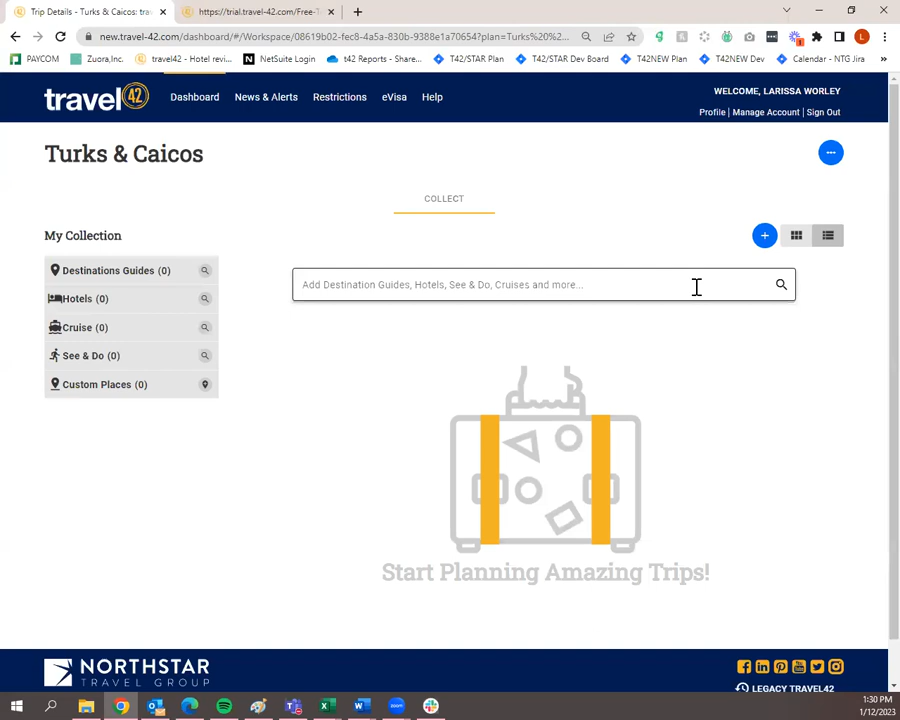 Trip Details - Turks & Caicos: trav
https://trial.travel-42.com/Free-T
new.travel-42.com/dashboard/#/Workspace/08619b02-fec8-4a5a-830b-9388e1a70654?plan=Turks%20%...
PAYCOM
Zuora,Inc.
travel42 - Hotel revi...
NetSuite Login
t42 Reports - Share...
T42/STAR Plan
T42/STAR Dev Board
T42NEW Plan
T42NEW Dev
Calendar - NTG Jira
travel 42
Dashboard
News & Alerts
Restrictions
eVisa
Help
WELCOME, LARISSA WORLEY
Profile | Manage Account | Sign Out
Turks & Caicos
COLLECT
My Collection
Destinations Guides (0)
Hotels (0)
Cruise (0)
See & Do (0)
Custom Places (0)
Add Destination Guides, Hotels, See & Do, Cruises and more...
Start Planning Amazing Trips!
NORTHSTAR
TRAVEL GROUP
LEGACY TRAVEL42
1:30 PM
1/12/2023